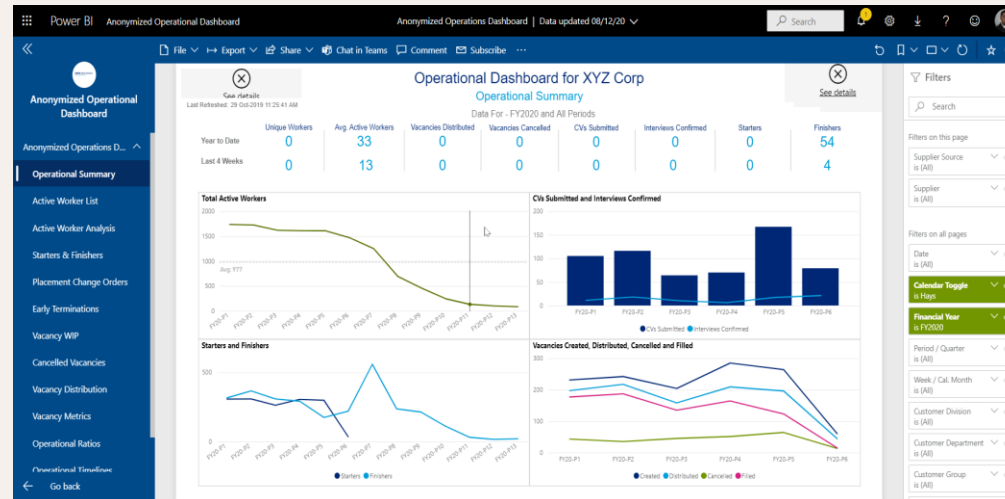 Power BI Anonymized Operational Dashboard
Anonymized Operations Dashboard | Data updated 08/12/20
Search
File Export Share Chat in Teams Comment Subscribe ...
Anonymized Operational
Dashboard
Anonymized Operations D...
Operational Summary
Active Worker List
Active Worker Analysis
Starters & Finishers
Placement Change Orders
Early Terminations
Vacancy WIP
Cancelled Vacancies
Vacancy Distribution
Vacancy Metrics
Operational Ratios
Operational Timelines
Go back
See details
Last Refreshed: 29 Oct-2019 11:25:41 AM
Operational Dashboard for XYZ Corp
Operational Summary
Data For - FY2020 and All Periods
See details
Unique Workers Avg. Active Workers Vacancies Distributed Vacancies Cancelled CVs Submitted Interviews Confirmed Starters Finishers
Year to Date 0 33 0 0 0 0 0 54
Last 4 Weeks 0 13 0 0 0 0 0 4
Total Active Workers
2000
1500
1000
Avg: 977
500
0
FY20-P1 FY20-P2 FY20-P3 FY20-P4 FY20-P5 FY20-P6 FY20-P7 FY20-P8 FY20-P9 FY20-P10 FY20-P11 FY20-P12 FY20-P13
CVs Submitted and Interviews Confirmed
200
150
100
50
0
FY20-P1 FY20-P2 FY20-P3 FY20-P4 FY20-P5 FY20-P6
CVs Submitted Interviews Confirmed
Starters and Finishers
500
0
FY20-P1 FY20-P2 FY20-P3 FY20-P4 FY20-P5 FY20-P6 FY20-P7 FY20-P8 FY20-P9 FY20-P10 FY20-P11 FY20-P12 FY20-P13
Starters Finishers
Vacancies Created, Distributed, Cancelled and Filled
300
200
100
0
FY20-P1 FY20-P2 FY20-P3 FY20-P4 FY20-P5 FY20-P6
Created Distributed Cancelled Filled
Filters
Search
Filters on this page
Supplier Source
is (All)
Supplier
is (All)
Filters on all pages
Date
is (All)
Calendar Toggle
is Hays
Financial Year
is FY2020
Period / Quarter
is (All)
Week / Cal. Month
is (All)
Customer Division
is (All)
Customer Department
is (All)
Customer Group
is (All)